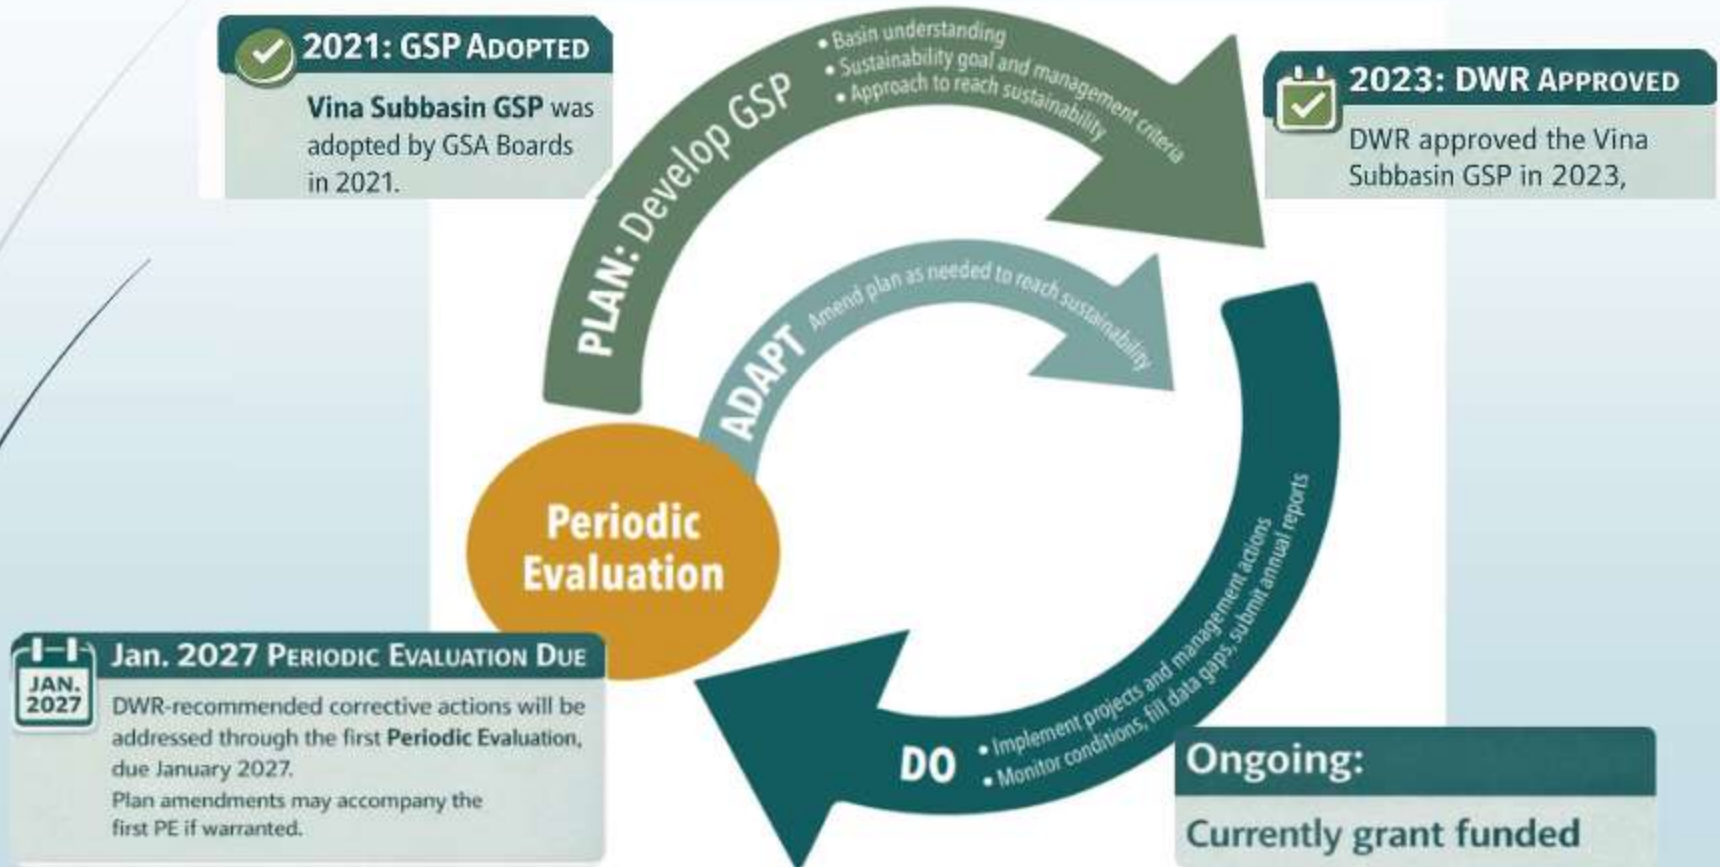 2021: GSP ADOPTED
Vina Subbasin GSP was
adopted by GSA Boards
in 2021.
PLAN: Develop GSP
• Basin understanding
• Sustainability goal and management criteria
• Approach to reach sustainability
2023: DWR APPROVED
DWR approved the Vina
Subbasin GSP in 2023,
ADAPT Amend plan as needed to reach sustainability
Periodic
Evaluation
DO
• Implement projects and management actions
• Monitor conditions, fill data gaps, submit annual reports
JAN.
2027
Jan. 2027 PERIODIC EVALUATION DUE
DWR-recommended corrective actions will be
addressed through the first Periodic Evaluation,
due January 2027.
Plan amendments may accompany the
first PE if warranted.
Ongoing:
Currently grant funded